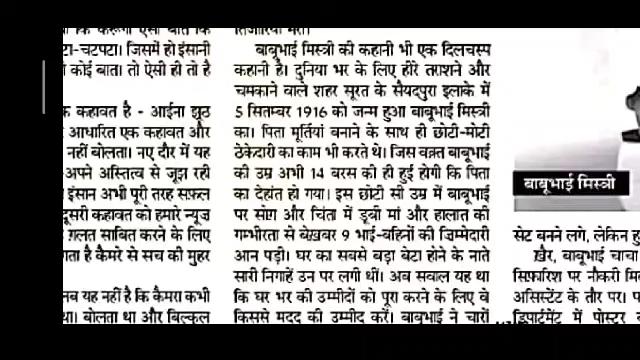 टा-चटपटा। जिसमें हो इंसानी
कोई बात। तो ऐसी ही तो है
कहावत है - आईना झूठ
आधारित एक कहावत और
नहीं बोलता। नए दौर में यह
अपने अस्तित्व से जूझ रही
इंसान अभी पूरी तरह सफ़ल
दूसरी कहावत को हमारे न्यूज
ग़लत साबित करने के लिए
गता है कैमरे से सच की मुहर
नब यह नहीं है कि कैमरा कभी
था। बोलता था और बिल्कुल
तिजोरियां भरी।
बाबूभाई मिस्त्री की कहानी भी एक दिलचस्प
कहानी है। दुनिया भर के लिए हीरे तराशने और
चमकाने वाले शहर सूरत के सैयदपुरा इलाके में
5 सितम्बर 1916 को जन्म हुआ बाबूभाई मिस्त्री
का। पिता मूर्तियां बनाने के साथ ही छोटी-मोटी
ठेकेदारी का काम भी करते थे। जिस वक़्त बाबूभाई
की उम्र अभी 14 बरस की ही हुई होगी कि पिता
का देहांत हो गया। इस छोटी सी उम्र में बाबूभाई
पर सोग और चिंता में डूबी मां और हालात की
गम्भीरता से बेख़बर 9 भाई-बहिनों की जिम्मेदारी
आन पड़ी। घर का सबसे बड़ा बेटा होने के नाते
सारी निगाहें उन पर लगी थीं। अब सवाल यह था
कि घर भर की उम्मीदों को पूरा करने के लिए वे
किससे मदद की उम्मीद करें। बाबूभाई ने चारों
बाबूभाई मिस्त्री
सेट बनने लगे, लेकिन
ख़ैर, बाबूभाई चाचा
सिफ़ारिश पर नौकरी
असिस्टेंट के तौर पर।
डिपार्टमेंट में पोस्टर